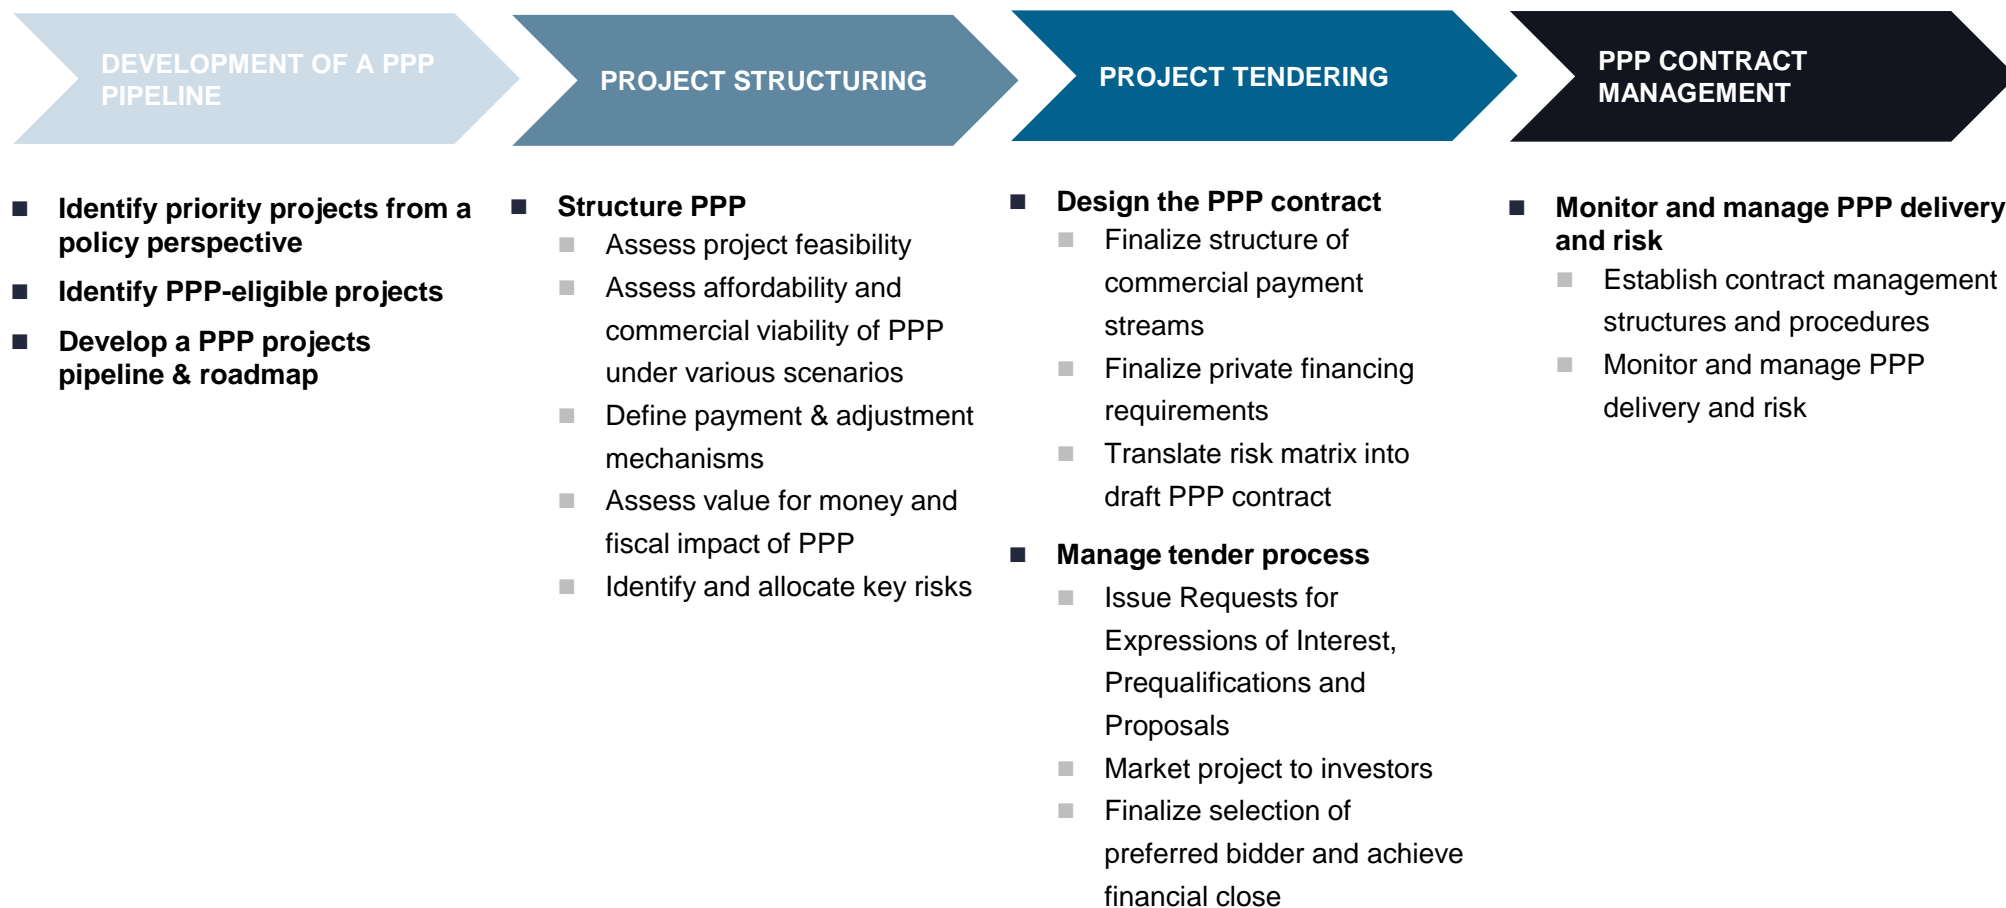 DEVELOPMENT OF A PPP
PIPELINE
PROJECT STRUCTURING
PROJECT TENDERING
PPP CONTRACT
MANAGEMENT
Identify priority projects from a
policy perspective
Identify PPP-eligible projects
Develop a PPP projects
pipeline & roadmap
Structure PPP
Assess project feasibility
Assess affordability and
commercial viability of PPP
under various scenarios
Define payment & adjustment
mechanisms
Assess value for money and
fiscal impact of PPP
Identify and allocate key risks
Design the PPP contract
Finalize structure of
commercial payment
streams
Finalize private financing
requirements
Translate risk matrix into
draft PPP contract
Manage tender process
Issue Requests for
Expressions of Interest,
Prequalifications and
Proposals
Market project to investors
Finalize selection of
preferred bidder and achieve
financial close
Monitor and manage PPP delivery
and risk
Establish contract management
structures and procedures
Monitor and manage PPP
delivery and risk